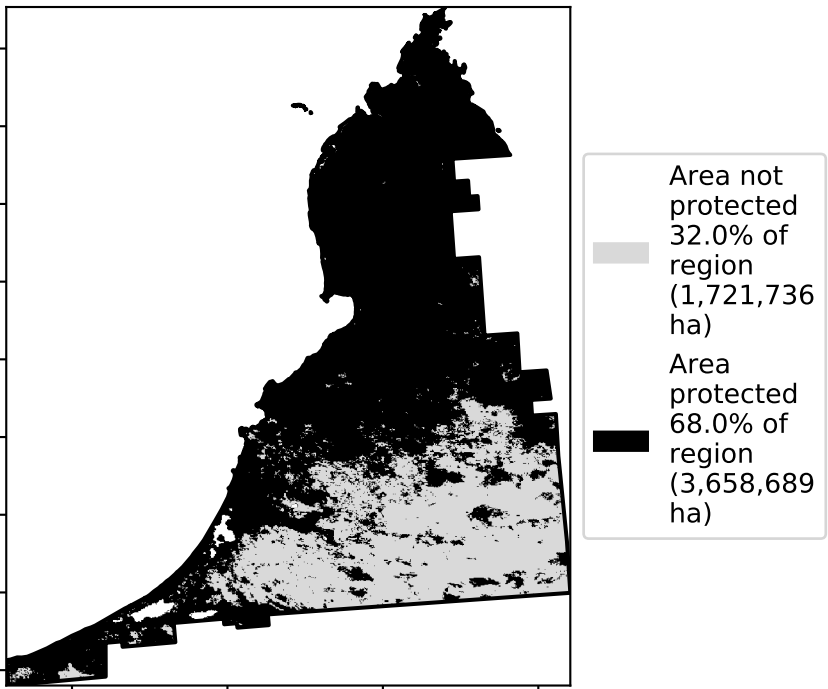 Area not
protected
32.0% of
region
(1,721,736
ha)
Area
protected
68.0% of
region
(3,658,689
ha)